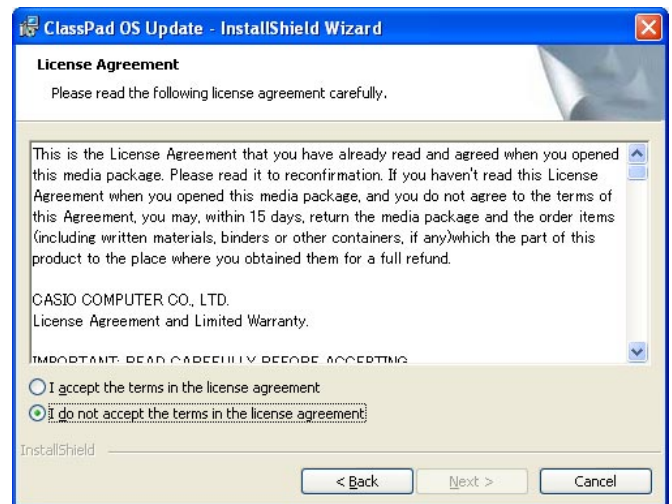 ClassPad OS Update - InstallShield Wizard
License Agreement
Please read the following license agreement carefully.
This is the License Agreement that you have already read and agreed when you opened
this media package. Please read it to reconfirmation. If you haven't read this License
Agreement when you opened this media package, and you do not agree to the terms of
this Agreement, you may, within 15 days, return the media package and the order items
(including written materials, binders or other containers, if any)which the part of this
product to the place where you obtained them for a full refund.
CASIO COMPUTER CO., LTD.
License Agreement and Limited Warranty.
IMPORTANT: READ CAREFULLY BEFORE ACCEPTING
I accept the terms in the license agreement
I do not accept the terms in the license agreement
InstallShield
< Back
Next >
Cancel